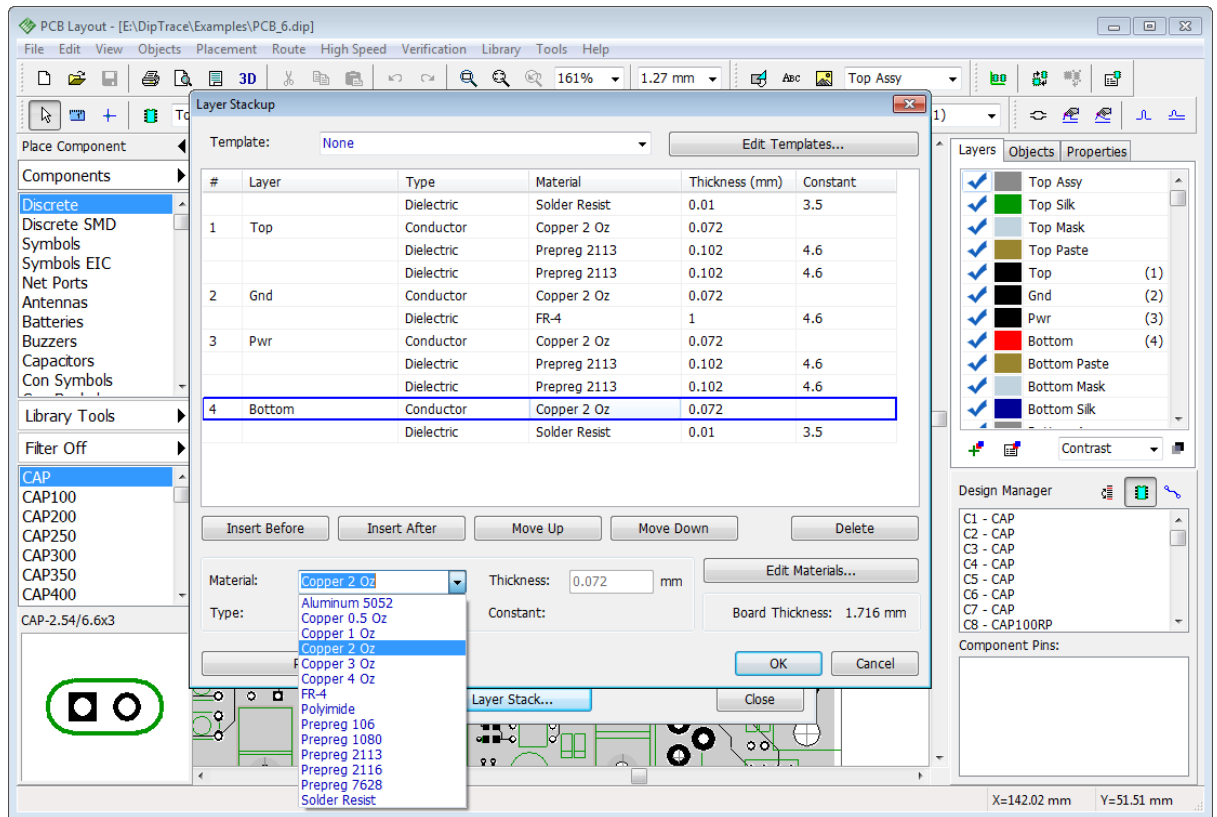 PCB Layout - [E:\DipTrace\Examples\PCB_6.dip]
File Edit View Objects Placement Route High Speed Verification Library Tools Help
3D 161% 1.27 mm ABC Top Assy
Layer Stackup
Template: None Edit Templates...
# Layer Type Material Thickness (mm) Constant
Dielectric Solder Resist 0.01 3.5
1 Top Conductor Copper 2 Oz 0.072
Dielectric Prepreg 2113 0.102 4.6
Dielectric Prepreg 2113 0.102 4.6
2 Gnd Conductor Copper 2 Oz 0.072
Dielectric FR-4 1 4.6
3 Pwr Conductor Copper 2 Oz 0.072
Dielectric Prepreg 2113 0.102 4.6
Dielectric Prepreg 2113 0.102 4.6
4 Bottom Conductor Copper 2 Oz 0.072
Dielectric Solder Resist 0.01 3.5
Insert Before Insert After Move Up Move Down Delete
Material: Copper 2 Oz Thickness: 0.072 mm Edit Materials...
Type: Constant: Board Thickness: 1.716 mm
Aluminum 5052
Copper 0.5 Oz
Copper 1 Oz
Copper 2 Oz
Copper 3 Oz
Copper 4 Oz
FR-4
Polyimide
Prepreg 106
Prepreg 1080
Prepreg 2113
Prepreg 2116
Prepreg 7628
Solder Resist
OK Cancel
Layer Stack... Close
Place Component
Components
Discrete
Discrete SMD
Symbols
Symbols EIC
Net Ports
Antennas
Batteries
Buzzers
Capacitors
Con Symbols
Library Tools
Filter Off
CAP
CAP100
CAP200
CAP250
CAP300
CAP350
CAP400
CAP-2.54/6.6x3
1)
Layers Objects Properties
Top Assy
Top Silk
Top Mask
Top Paste
Top (1)
Gnd (2)
Pwr (3)
Bottom (4)
Bottom Paste
Bottom Mask
Bottom Silk
Contrast
Design Manager
C1 - CAP
C2 - CAP
C3 - CAP
C4 - CAP
C5 - CAP
C6 - CAP
C7 - CAP
C8 - CAP100RP
Component Pins:
X=142.02 mm Y=51.51 mm